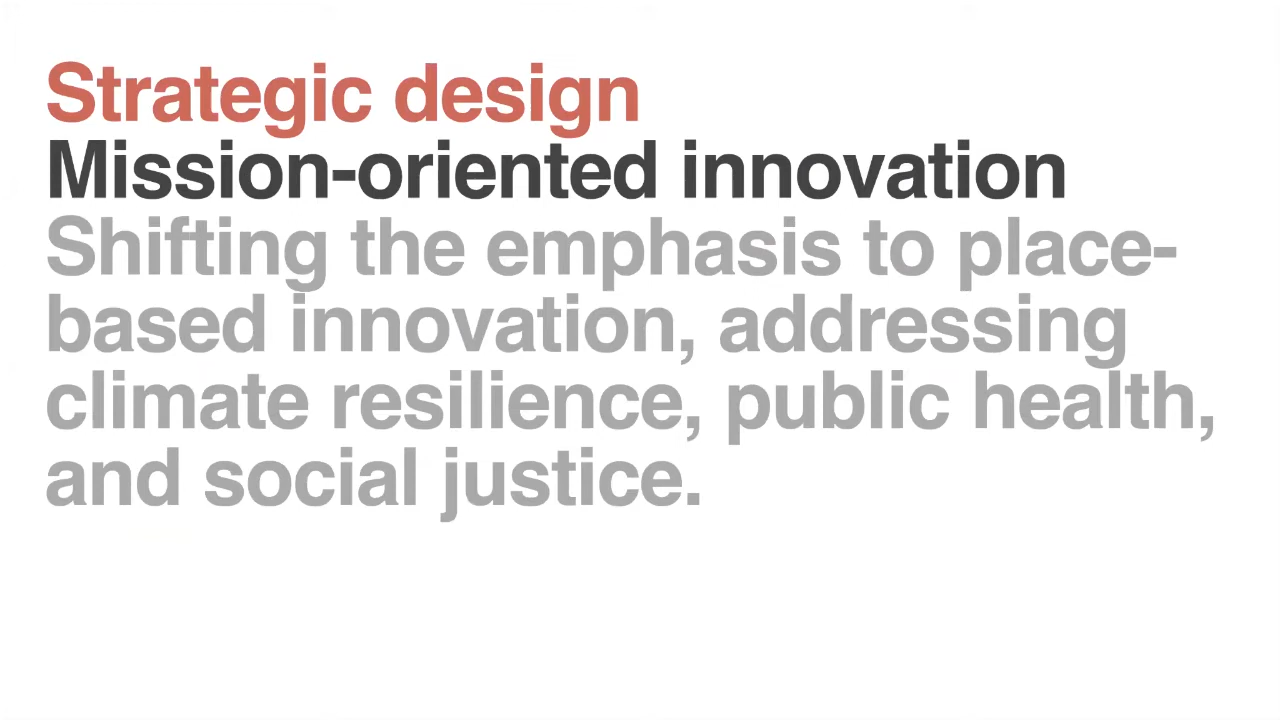 Strategic design
Mission-oriented innovation
Shifting the emphasis to place-
based innovation, addressing
climate resilience, public health,
and social justice.